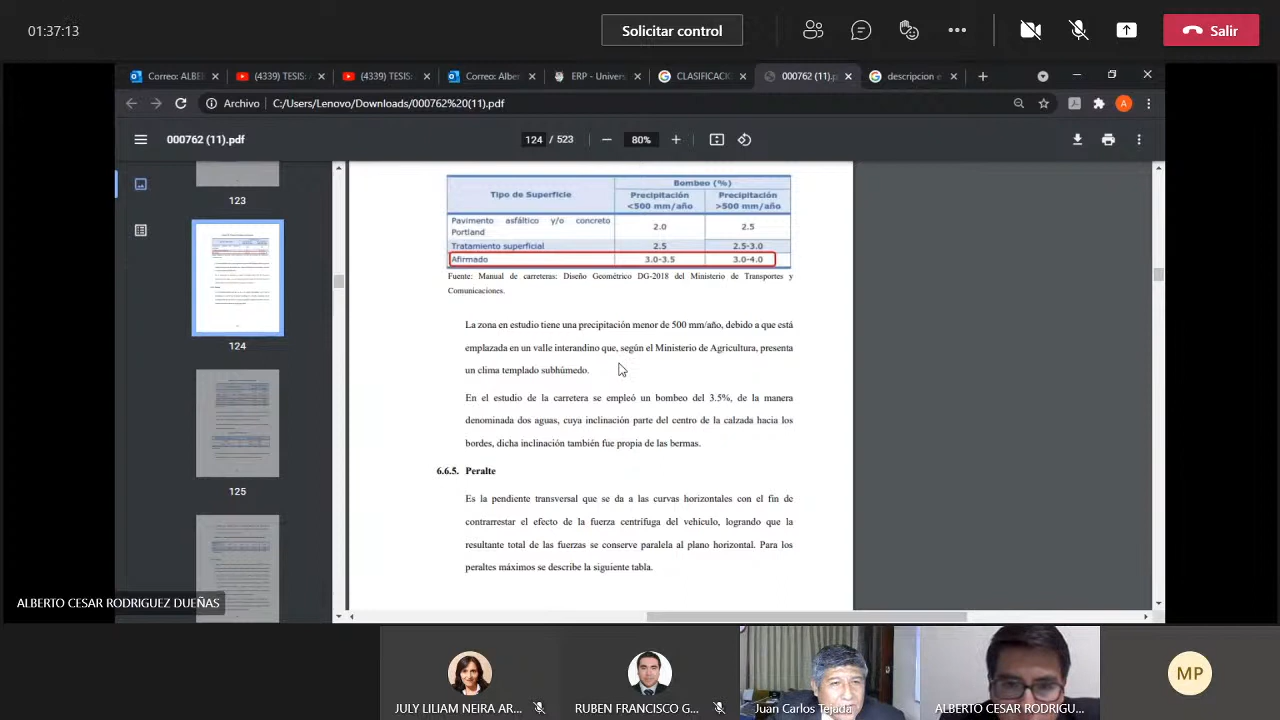 01:37:13
Solicitar control
Salir
Correo: ALBEI
(4339) TESIS:
(4339) TESIS:
Correo: Alber
ERP - Univers
CLASIFICACIO
000762 (11).p
descripcion e
Archivo C:/Users/Lenovo/Downloads/000762%20(11).pdf
A
000762 (11).pdf
124 / 523
80%
123
124
125
Tipo de Superficie
Bombeo (%)
Precipitación <500 mm/año
Precipitación >500 mm/año
Pavimento asfáltico y/o concreto Portland 2.0 2.5
Tratamiento superficial 2.5 2.5-3.0
Afirmado 3.0-3.5 3.0-4.0
Fuente: Manual de carreteras: Diseño Geométrico DG-2018 del Ministerio de Transportes y
Comunicaciones.
La zona en estudio tiene una precipitación menor de 500 mm/año, debido a que está
emplazada en un valle interandino que, según el Ministerio de Agricultura, presenta
un clima templado subhúmedo.
En el estudio de la carretera se empleó un bombeo del 3.5%, de la manera
denominada dos aguas, cuya inclinación parte del centro de la calzada hacia los
bordes, dicha inclinación también fue propia de las bermas.
6.6.5. Peralte
Es la pendiente transversal que se da a las curvas horizontales con el fin de
contrarrestar el efecto de la fuerza centrífuga del vehículo, logrando que la
resultante total de las fuerzas se conserve paralela al plano horizontal. Para los
peraltes máximos se describe la siguiente tabla.
ALBERTO CESAR RODRIGUEZ DUEÑAS
JULY LILIAM NEIRA AR...
RUBEN FRANCISCO G...
Juan Carlos Tejada
ALBERTO CESAR RODRIGU...
MP